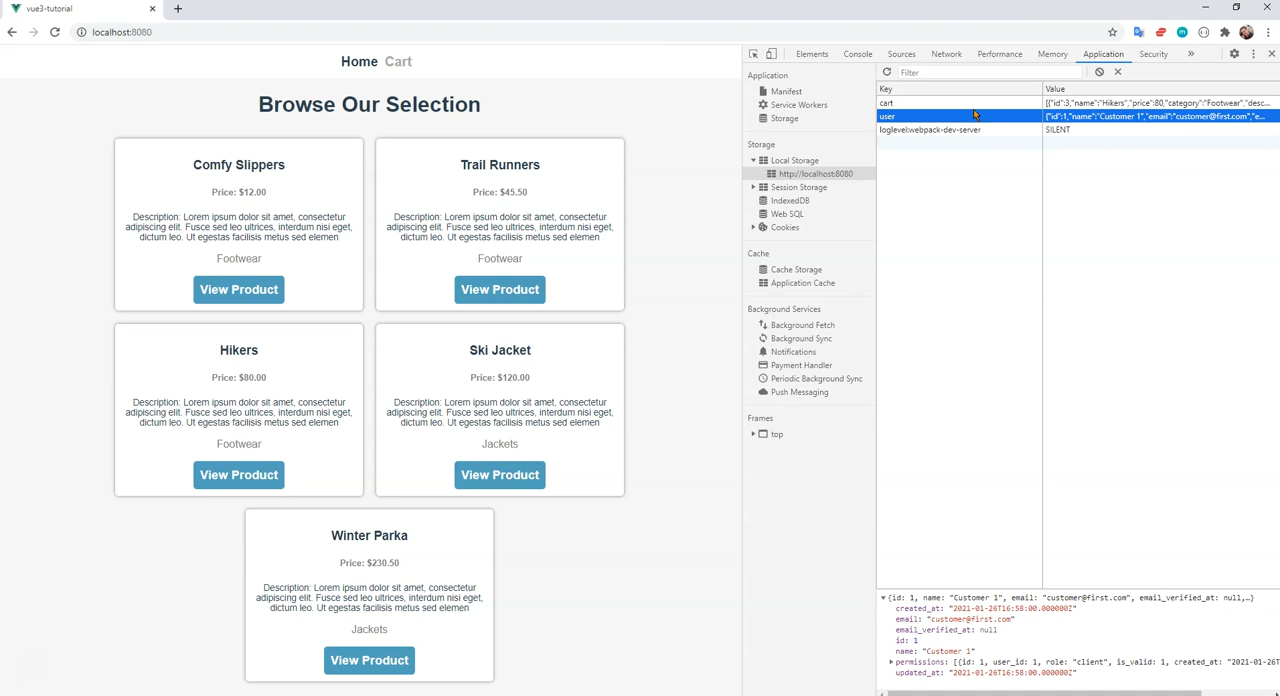 vue3-tutorial
localhost:8080
Home Cart
Browse Our Selection
Comfy Slippers
Price: $12.00
Description: Lorem ipsum dolor sit amet, consectetur
adipiscing elit. Fusce sed leo ultrices, interdum nisi eget,
dictum leo. Ut egestas facilisis metus sed elemen
Footwear
View Product
Trail Runners
Price: $45.50
Description: Lorem ipsum dolor sit amet, consectetur
adipiscing elit. Fusce sed leo ultrices, interdum nisi eget,
dictum leo. Ut egestas facilisis metus sed elemen
Footwear
View Product
Hikers
Price: $80.00
Description: Lorem ipsum dolor sit amet, consectetur
adipiscing elit. Fusce sed leo ultrices, interdum nisi eget,
dictum leo. Ut egestas facilisis metus sed elemen
Footwear
View Product
Ski Jacket
Price: $120.00
Description: Lorem ipsum dolor sit amet, consectetur
adipiscing elit. Fusce sed leo ultrices, interdum nisi eget,
dictum leo. Ut egestas facilisis metus sed elemen
Jackets
View Product
Winter Parka
Price: $230.50
Description: Lorem ipsum dolor sit amet, consectetur
adipiscing elit. Fusce sed leo ultrices, interdum nisi eget,
dictum leo. Ut egestas facilisis metus sed elemen
Jackets
View Product
Elements Console Sources Network Performance Memory Application Security »
Application
Manifest
Service Workers
Storage
Storage
Local Storage
http://localhost:8080
Session Storage
IndexedDB
Web SQL
Cookies
Cache
Cache Storage
Application Cache
Background Services
Background Fetch
Background Sync
Notifications
Payment Handler
Periodic Background Sync
Push Messaging
Frames
top
Filter
Key Value
cart [{"id":3,"name":"Hikers","price":80,"category":"Footwear","desc...
user {"id":1,"name":"Customer 1","email":"customer@first.com","e...
loglevel:webpack-dev-server SILENT
{id: 1, name: "Customer 1", email: "customer@first.com", email_verified_at: null,…}
created_at: "2021-01-26T16:58:00.000000Z"
email: "customer@first.com"
email_verified_at: null
id: 1
name: "Customer 1"
permissions: [{id: 1, user_id: 1, role: "client", is_valid: 1, created_at: "2021-01-26T
updated_at: "2021-01-26T16:58:00.000000Z"